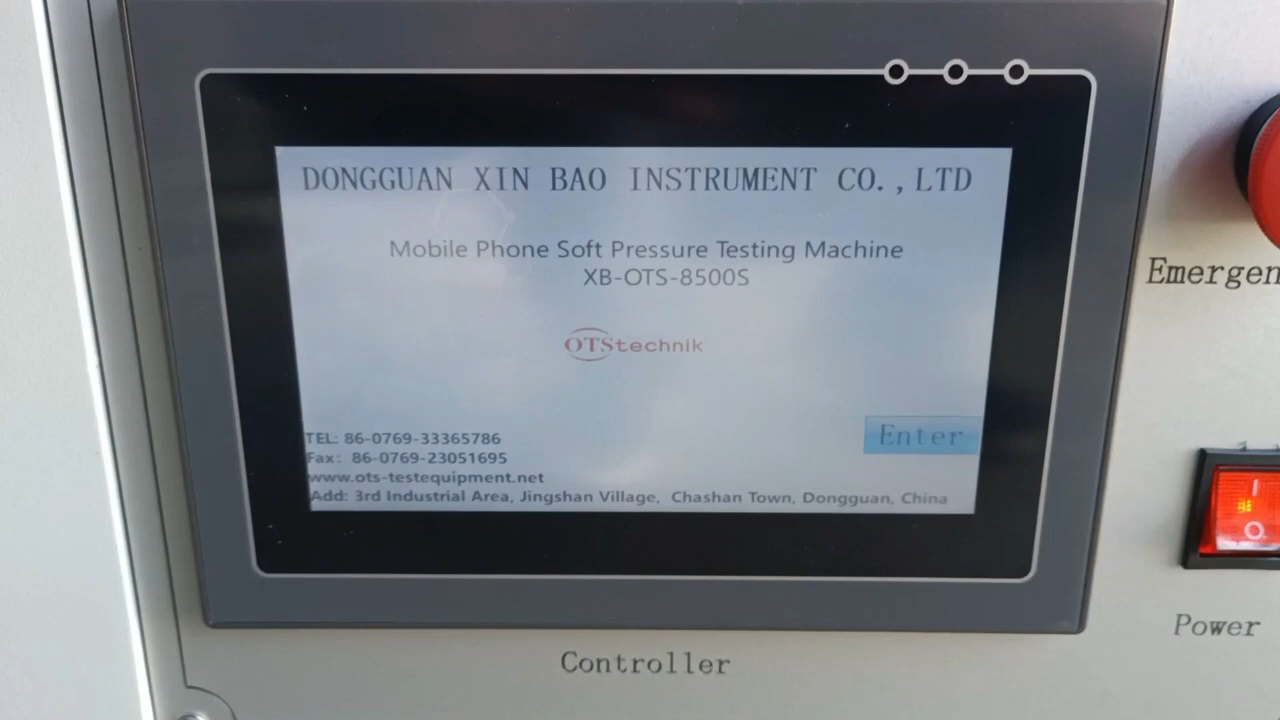 DONGGUAN XIN BAO INSTRUMENT CO.,LTD
Mobile Phone Soft Pressure Testing Machine
XB-OTS-8500S
OTStechnik
Enter
TEL: 86-0769-33365786
Fax: 86-0769-23051695
www.ots-testequipment.net
Add: 3rd Industrial Area, Jingshan Village, Chashan Town, Dongguan, China
Controller
Emergen
Power